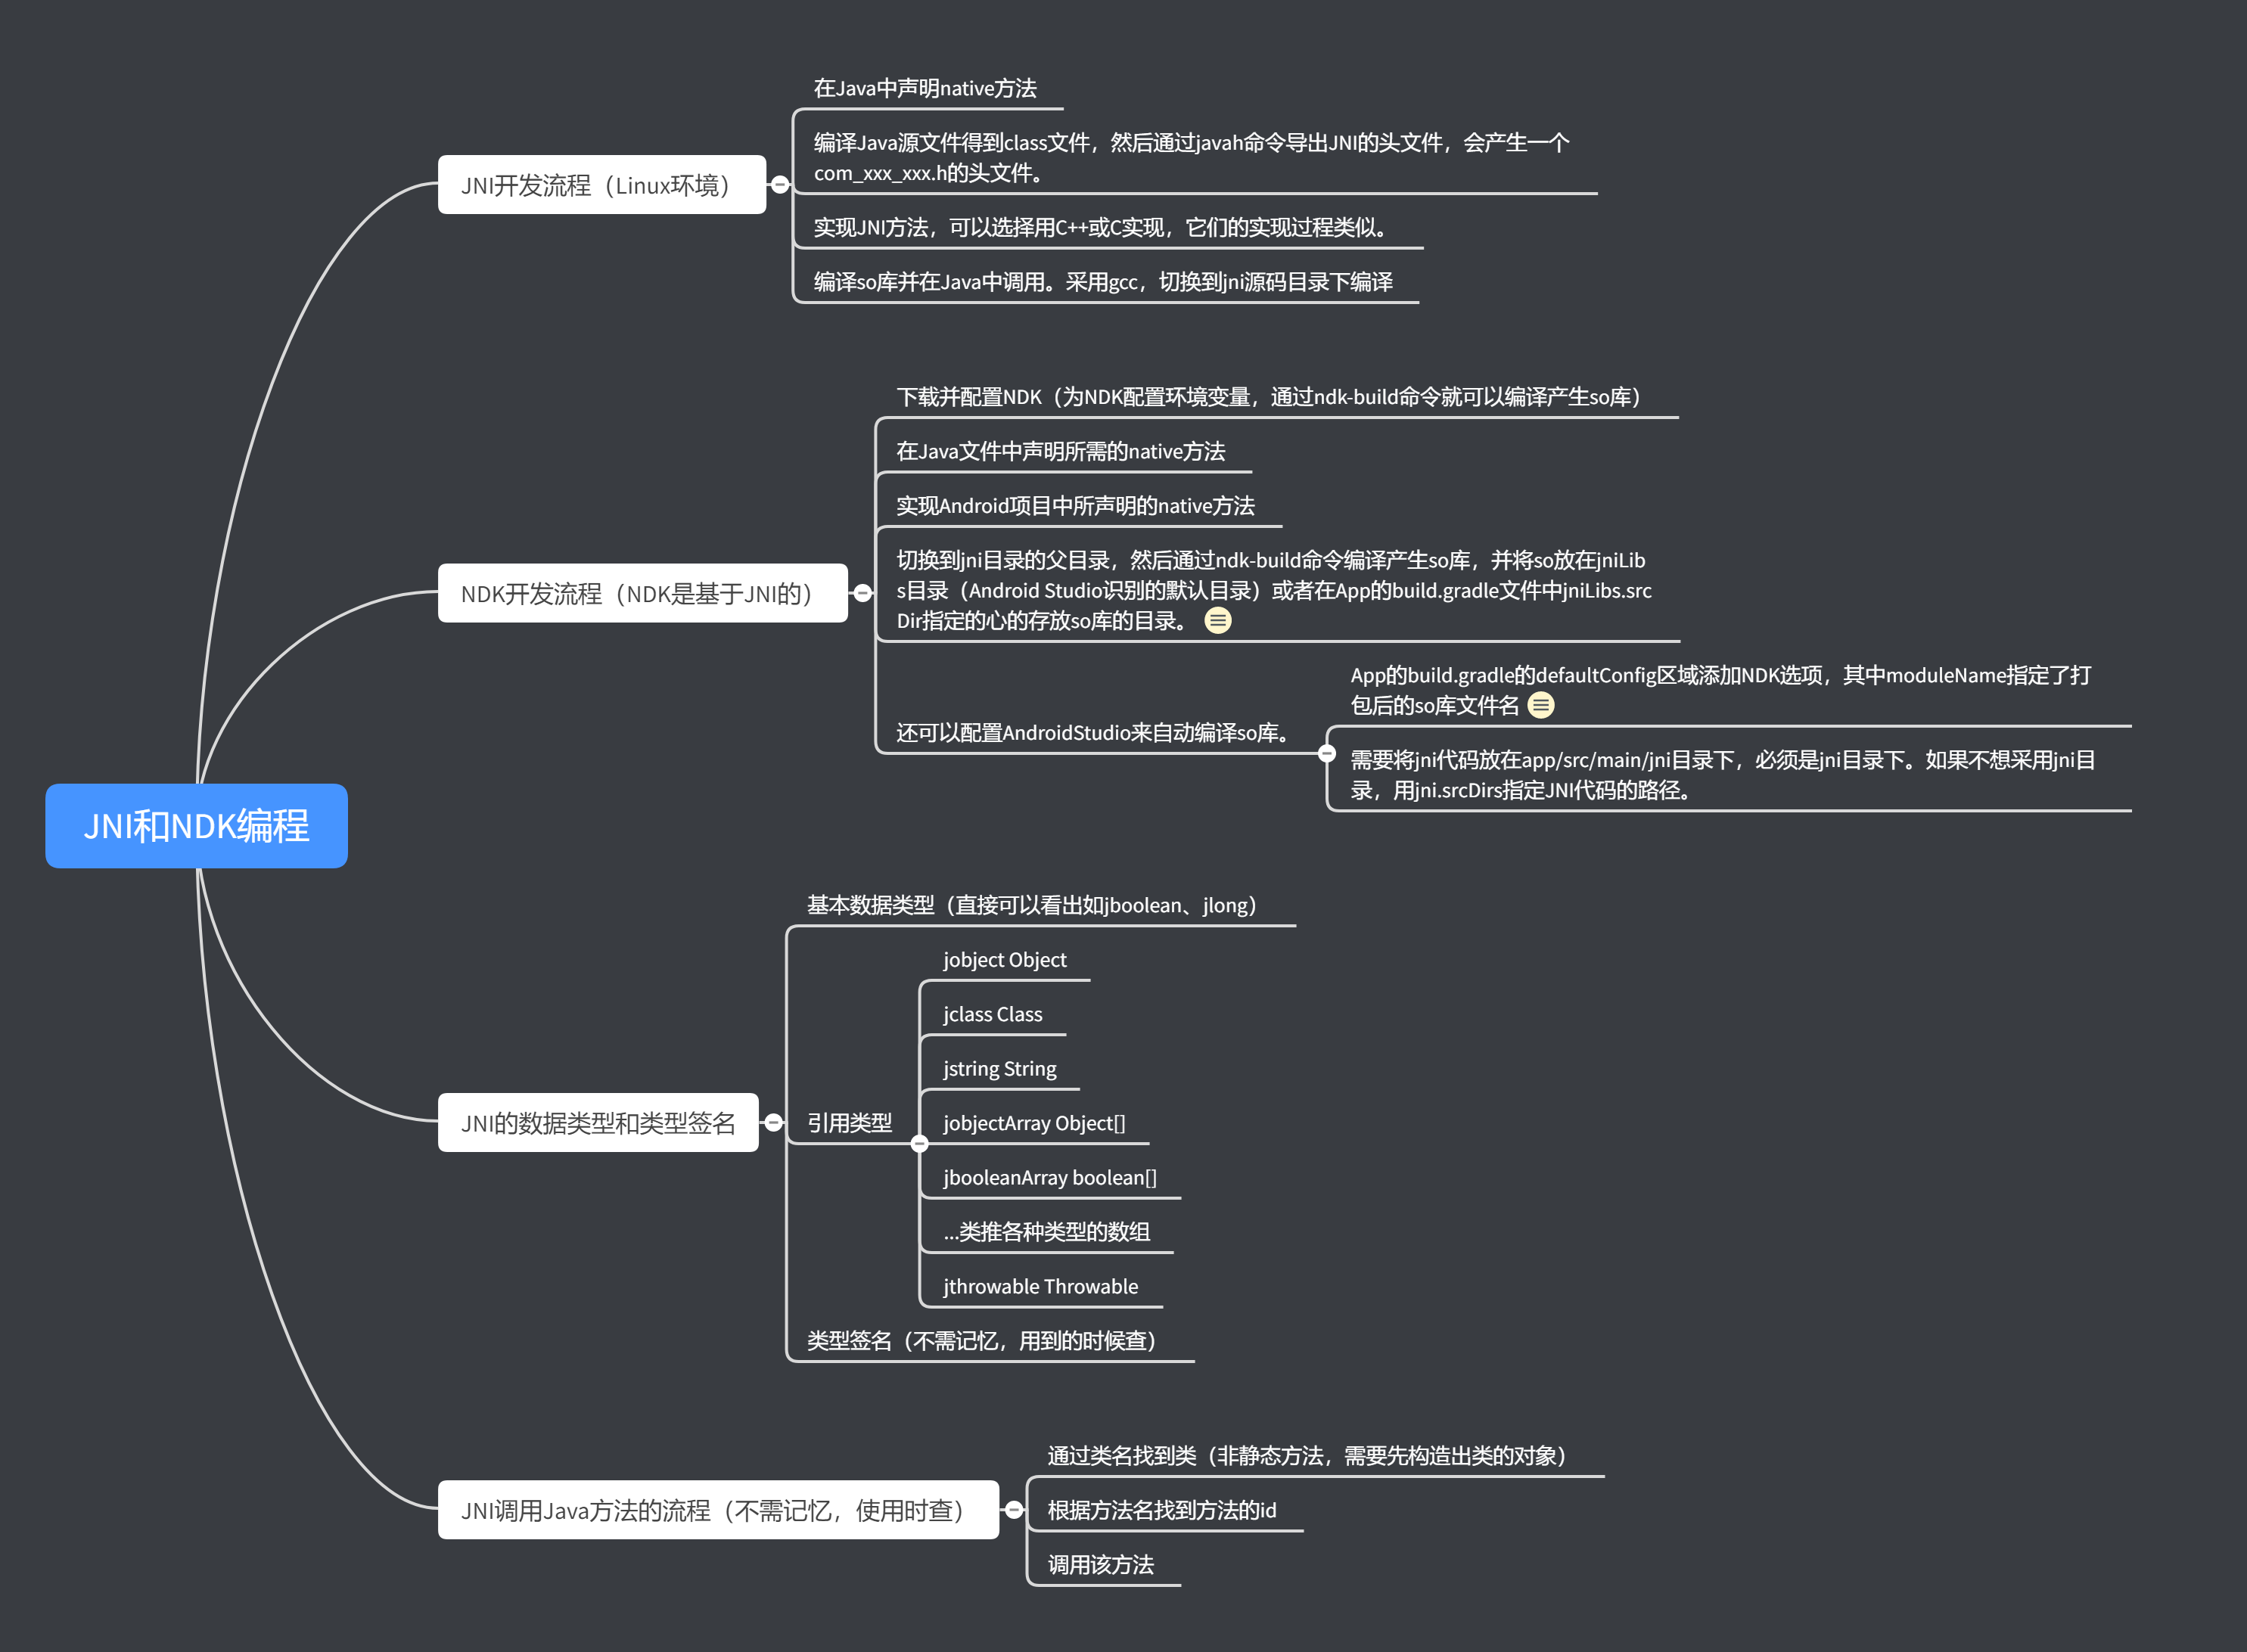 JNI和NDK编程
JNI开发流程（Linux环境）
在Java中声明native方法
编译Java源文件得到class文件，然后通过javah命令导出JNI的头文件，会产生一个
com_xxx_xxx.h的头文件。
实现JNI方法，可以选择用C++或C实现，它们的实现过程类似。
编译so库并在Java中调用。采用gcc，切换到jni源码目录下编译
NDK开发流程（NDK是基于JNI的）
下载并配置NDK（为NDK配置环境变量，通过ndk-build命令就可以编译产生so库）
在Java文件中声明所需的native方法
实现Android项目中所声明的native方法
切换到jni目录的父目录，然后通过ndk-build命令编译产生so库，并将so放在jniLib
s目录（Android Studio识别的默认目录）或者在App的build.gradle文件中jniLibs.src
Dir指定的心的存放so库的目录。
还可以配置AndroidStudio来自动编译so库。
App的build.gradle的defaultConfig区域添加NDK选项，其中moduleName指定了打
包后的so库文件名
需要将jni代码放在app/src/main/jni目录下，必须是jni目录下。如果不想采用jni目
录，用jni.srcDirs指定JNI代码的路径。
JNI的数据类型和类型签名
基本数据类型（直接可以看出如jboolean、jlong）
引用类型
jobject Object
jclass Class
jstring String
jobjectArray Object[]
jbooleanArray boolean[]
...类推各种类型的数组
jthrowable Throwable
类型签名（不需记忆，用到的时候查）
JNI调用Java方法的流程（不需记忆，使用时查）
通过类名找到类（非静态方法，需要先构造出类的对象）
根据方法名找到方法的id
调用该方法